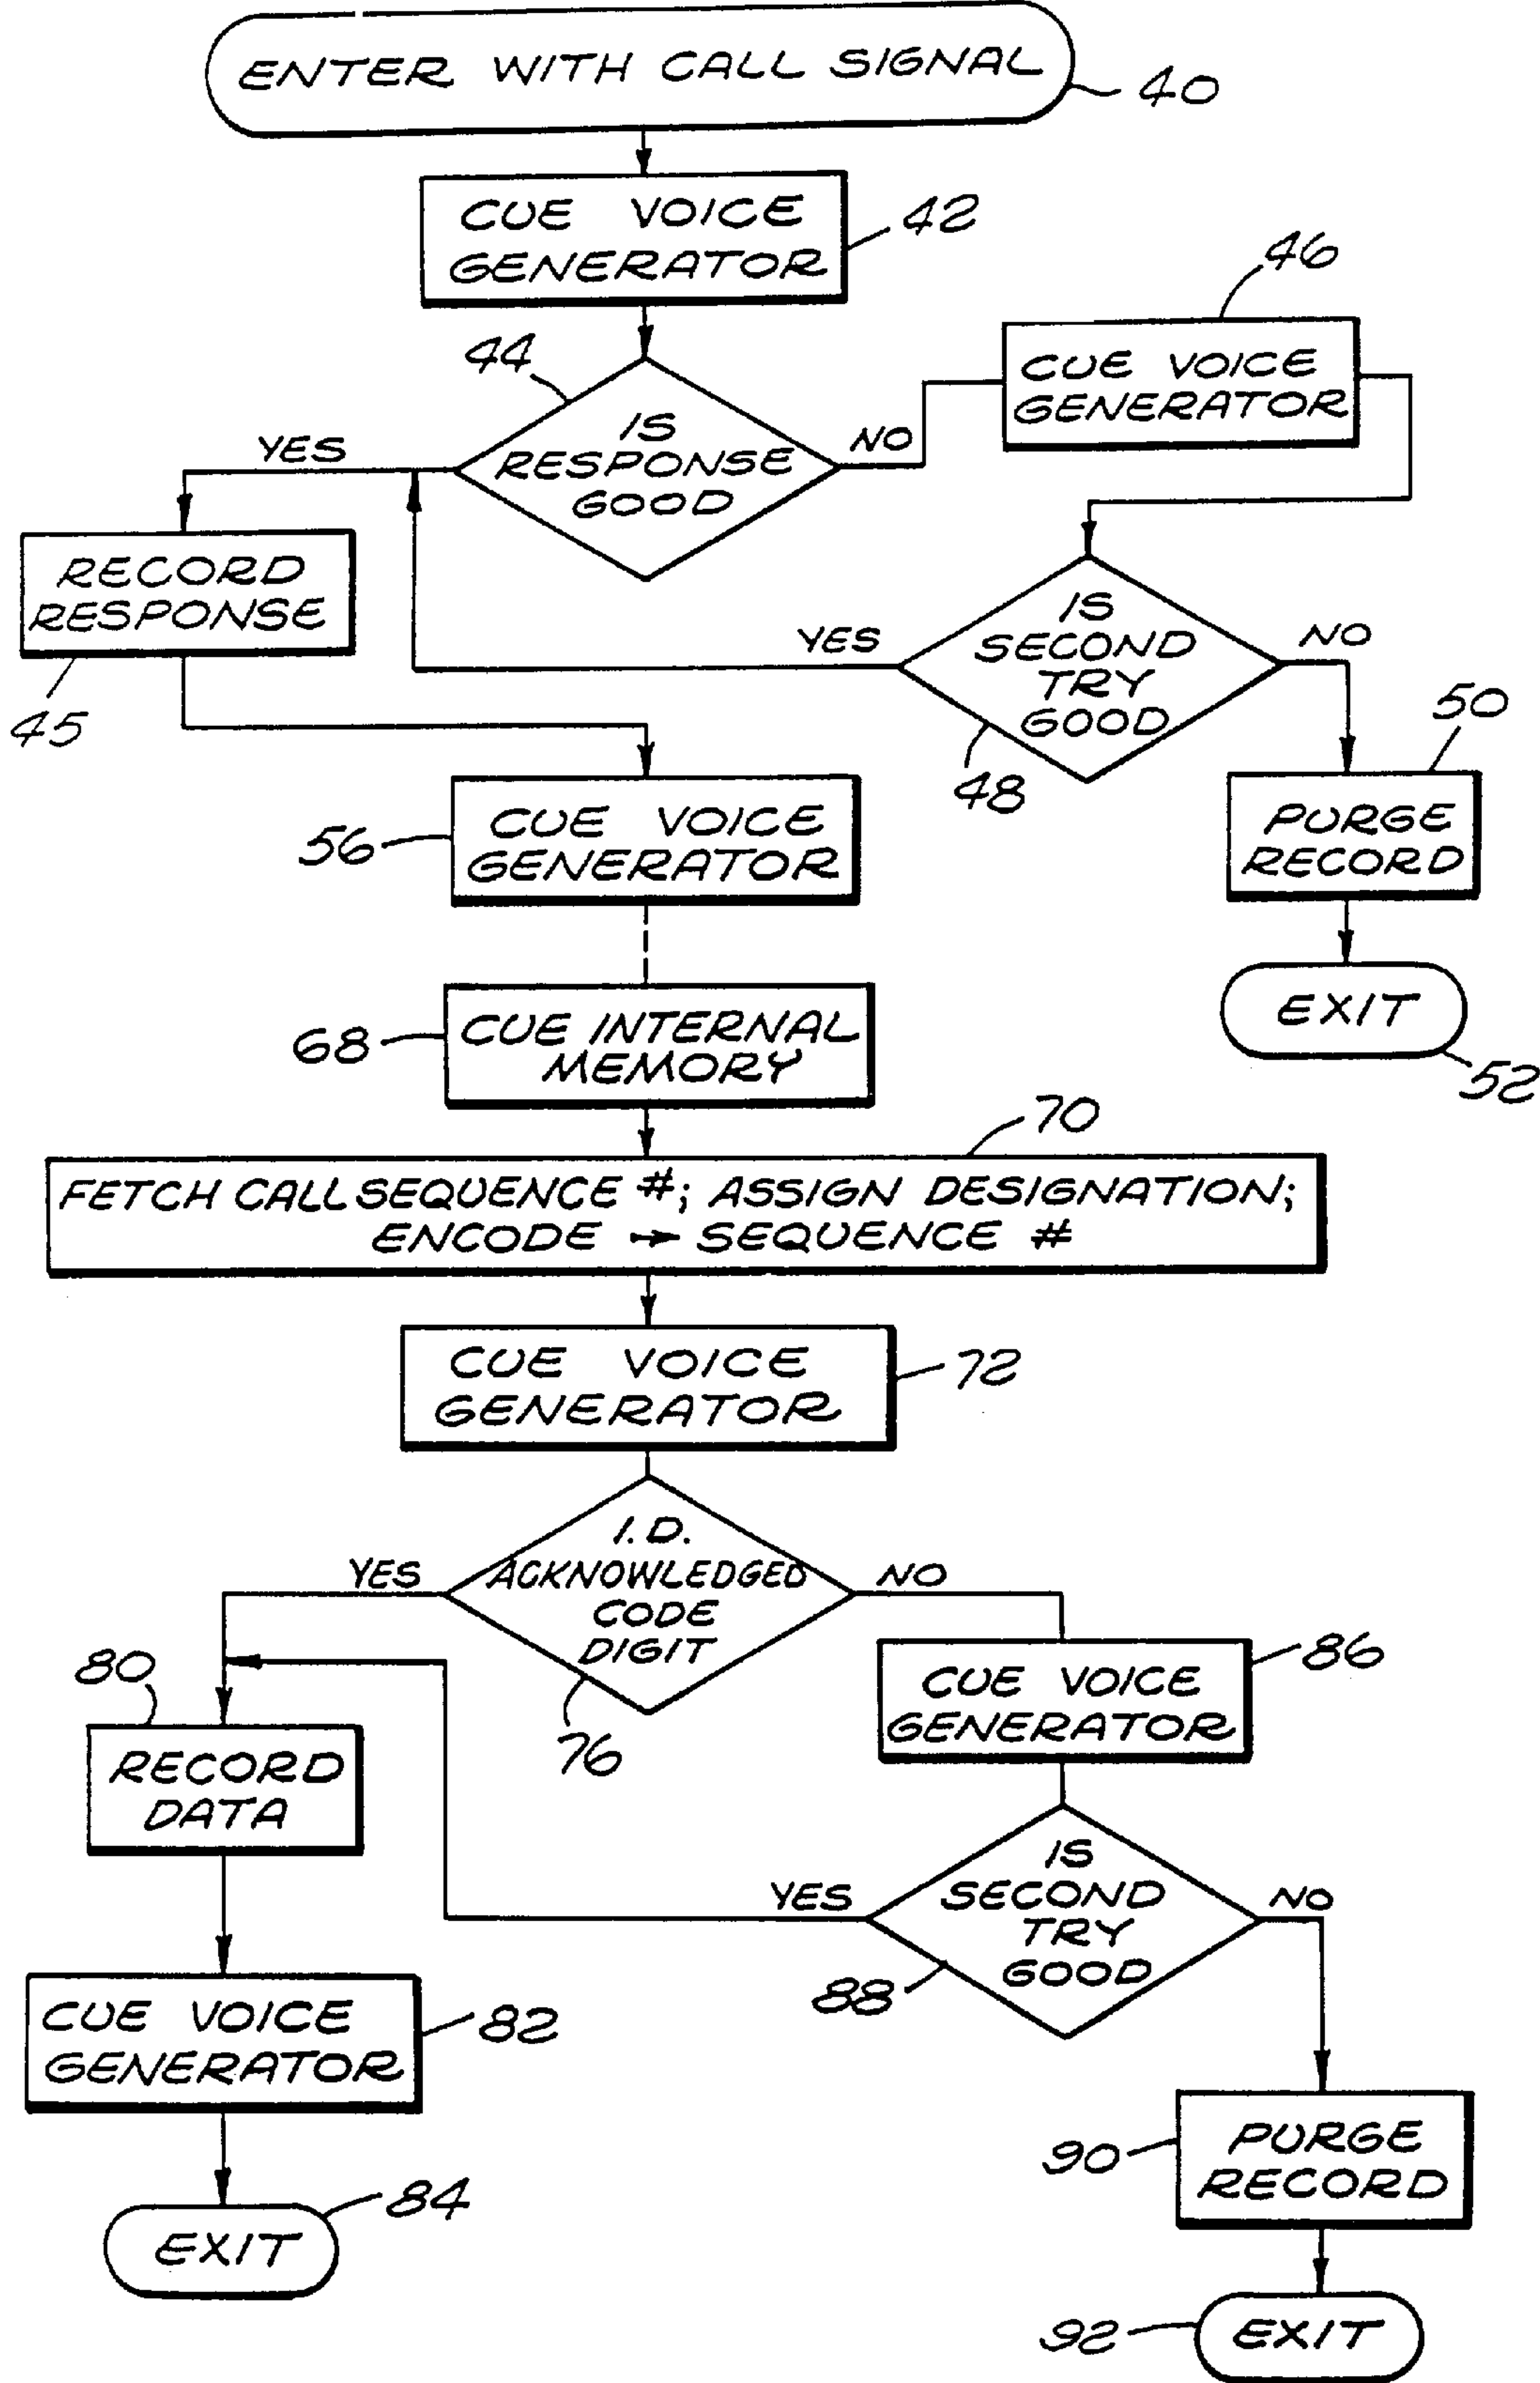 ENTER WITH CALL SIGNAL
40
CUE VOICE
GENERATOR
42
46
CUE VOICE
GENERATOR
44
IS
RESPONSE
GOOD
YES
NO
RECORD
RESPONSE
45
IS
SECOND
TRY
GOOD
YES
NO
48
50
PURGE
RECORD
EXIT
52
56
CUE VOICE
GENERATOR
68
CUE INTERNAL
MEMORY
70
FETCH CALL SEQUENCE #; ASSIGN DESIGNATION;
ENCODE → SEQUENCE #
CUE VOICE
GENERATOR
72
I.D.
ACKNOWLEDGED
CODE
DIGIT
YES
NO
76
80
RECORD
DATA
86
CUE VOICE
GENERATOR
IS
SECOND
TRY
GOOD
YES
NO
88
CUE VOICE
GENERATOR
82
EXIT
84
90
PURGE
RECORD
92
EXIT